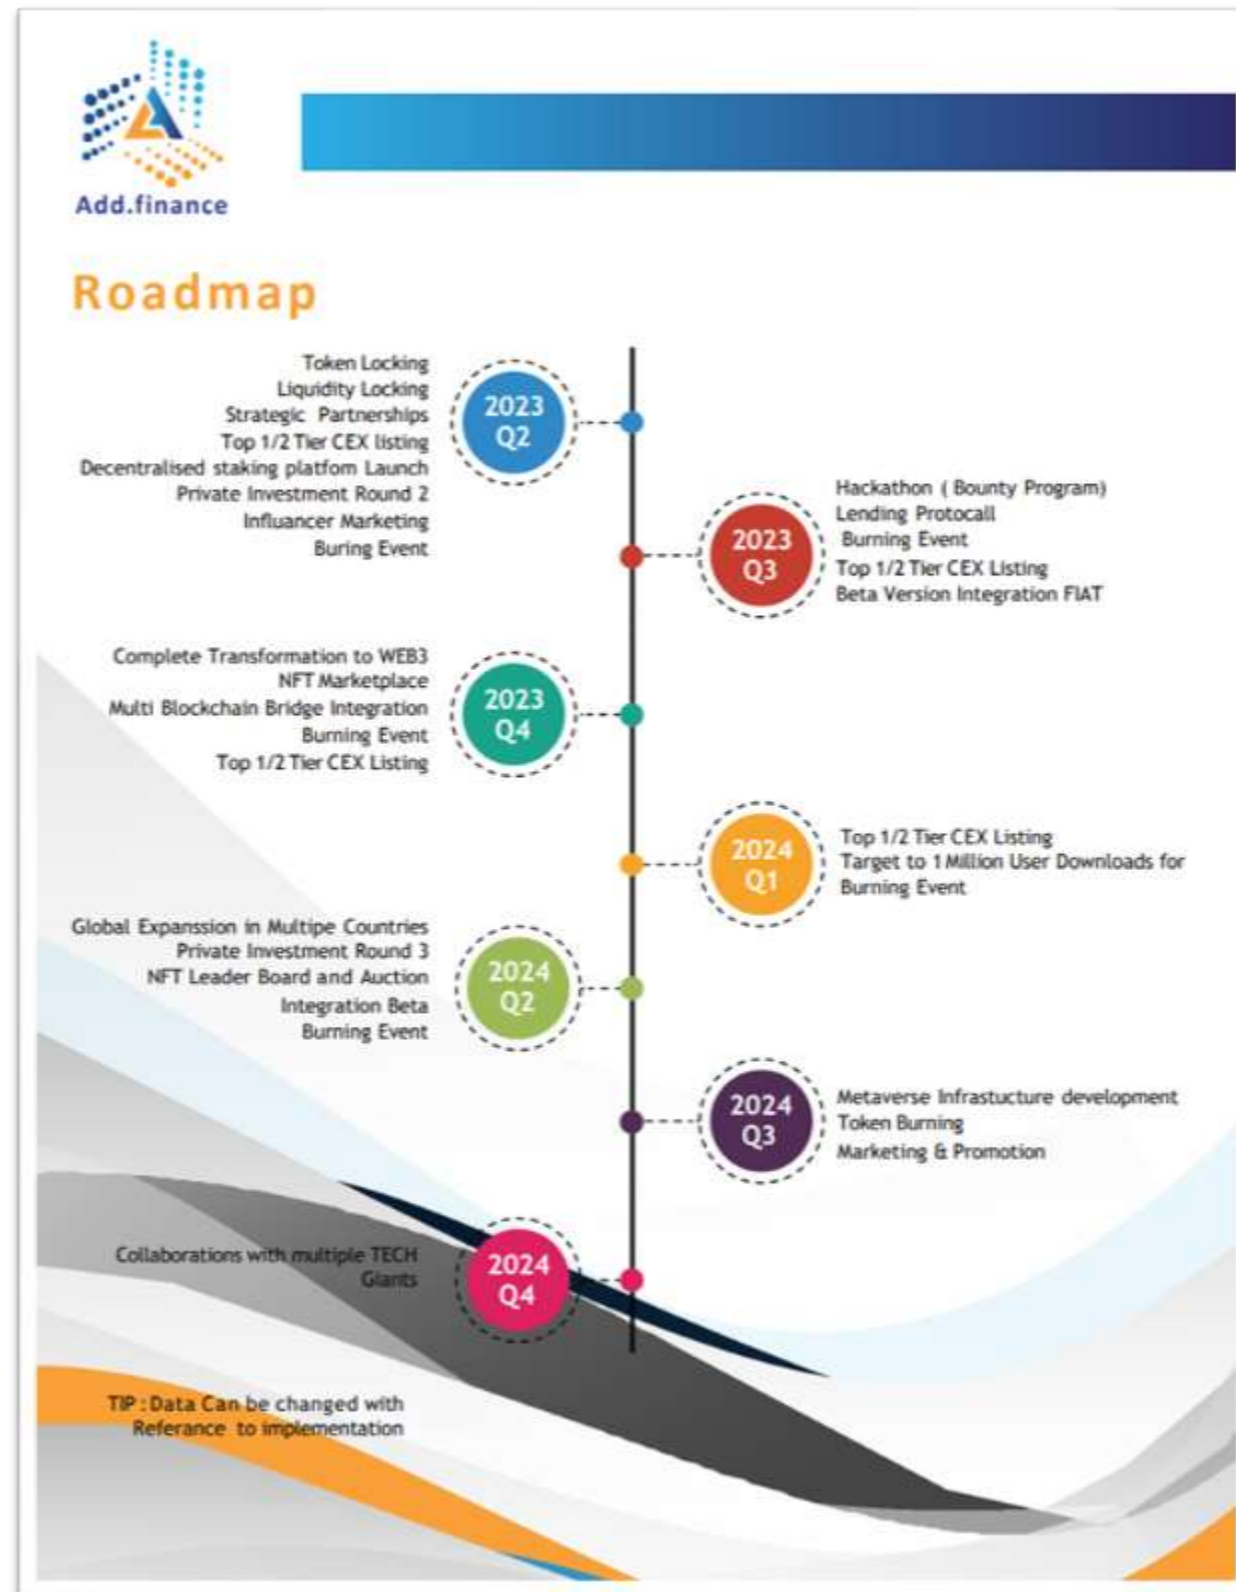 Add.finance
Roadmap
Token Locking
Liquidity Locking
Strategic Partnerships
Top 1/2 Tier CEX listing
Decentralised staking platfom Launch
Private Investment Round 2
Influancer Marketing
Buring Event
2023
Q2
2023
Q3
Hackathon ( Bounty Program)
Lending Protocall
Burning Event
Top 1/2 Tier CEX Listing
Beta Version Integration FIAT
Complete Transformation to WEB3
NFT Marketplace
Multi Blockchain Bridge Integration
Burning Event
Top 1/2 Tier CEX Listing
2023
Q4
2024
Q1
Top 1/2 Tier CEX Listing
Target to 1 Million User Downloads for
Burning Event
Global Expanssion in Multipe Countries
Private Investment Round 3
NFT Leader Board and Auction
Integration Beta
Burning Event
2024
Q2
2024
Q3
Metaverse Infrastucture development
Token Burning
Marketing & Promotion
Collaborations with multiple TECH
Giants
2024
Q4
TIP : Data Can be changed with
Referance to implementation